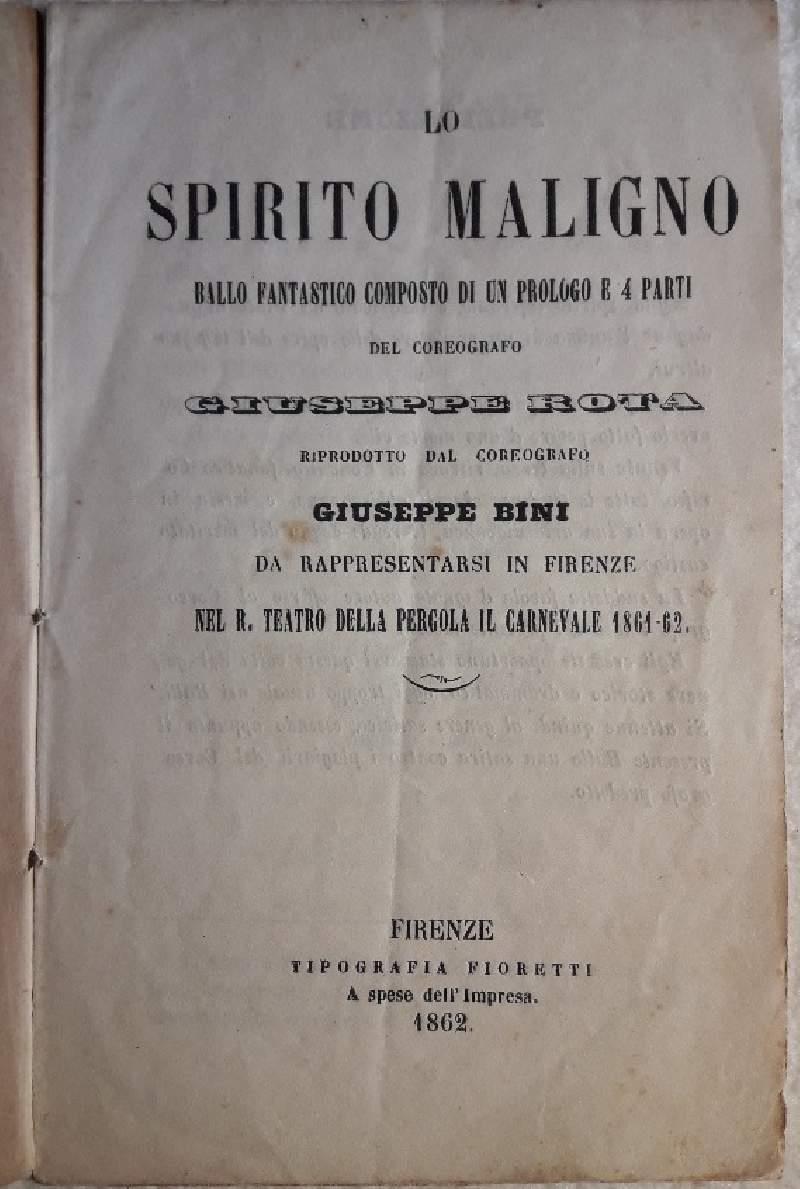 LO
SPIRITO MALIGNO
BALLO FANTASTICO COMPOSTO DI UN PROLOGO E 4 PARTI
DEL COREOGRAFO
GIUSEPPE ROTA
RIPRODOTTO DAL COREOGRAFO
GIUSEPPE BINI
DA RAPPRESENTARSI IN FIRENZE
NEL R. TEATRO DELLA PERGOLA IL CARNEVALE 1861-62.
FIRENZE
TIPOGRAFIA FIORETTI
A spese dell'Impresa.
1862.